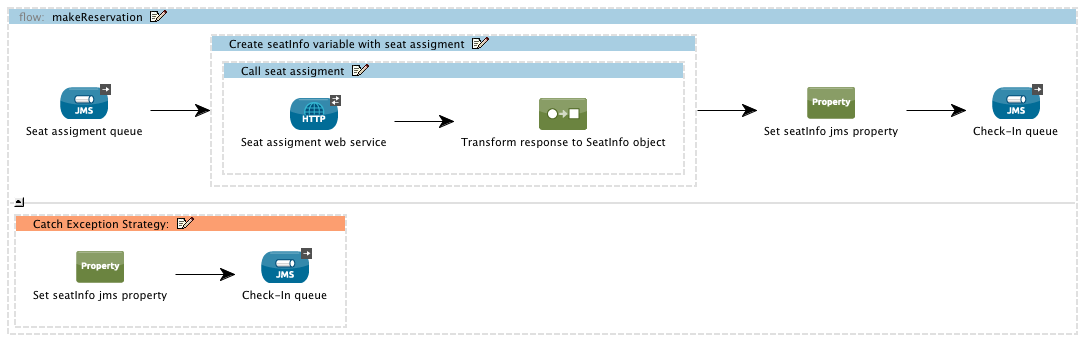 flow: makeReservation
Create seatInfo variable with seat assigment
Call seat assigment
JMS
Seat assigment queue
HTTP
Seat assigment web service
Transform response to SeatInfo object
Property
Set seatInfo jms property
JMS
Check-In queue
Catch Exception Strategy:
Property
Set seatInfo jms property
JMS
Check-In queue